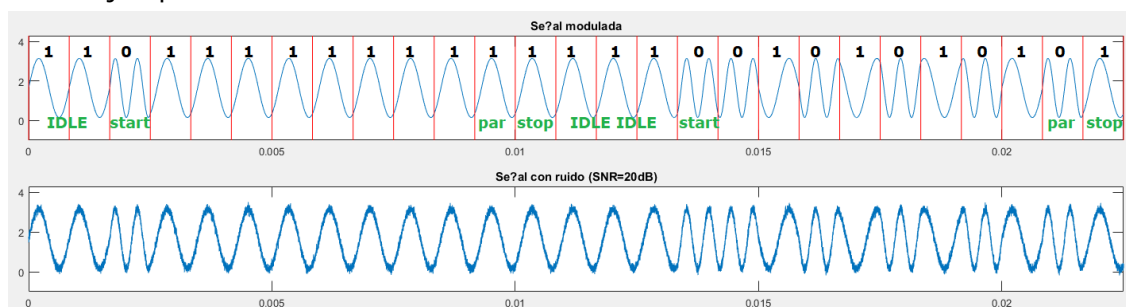 Se?al modulada
1 1 0 1 1 1 1 1 1 1 1 1 1 1 1 1 0 0 1 0 1 0 1 0 1 0 1
4
2
0
IDLE start par stop IDLE IDLE start par stop
0 0.005 0.01 0.015 0.02
Se?al con ruido (SNR=20dB)
4
2
0
0 0.005 0.01 0.015 0.02